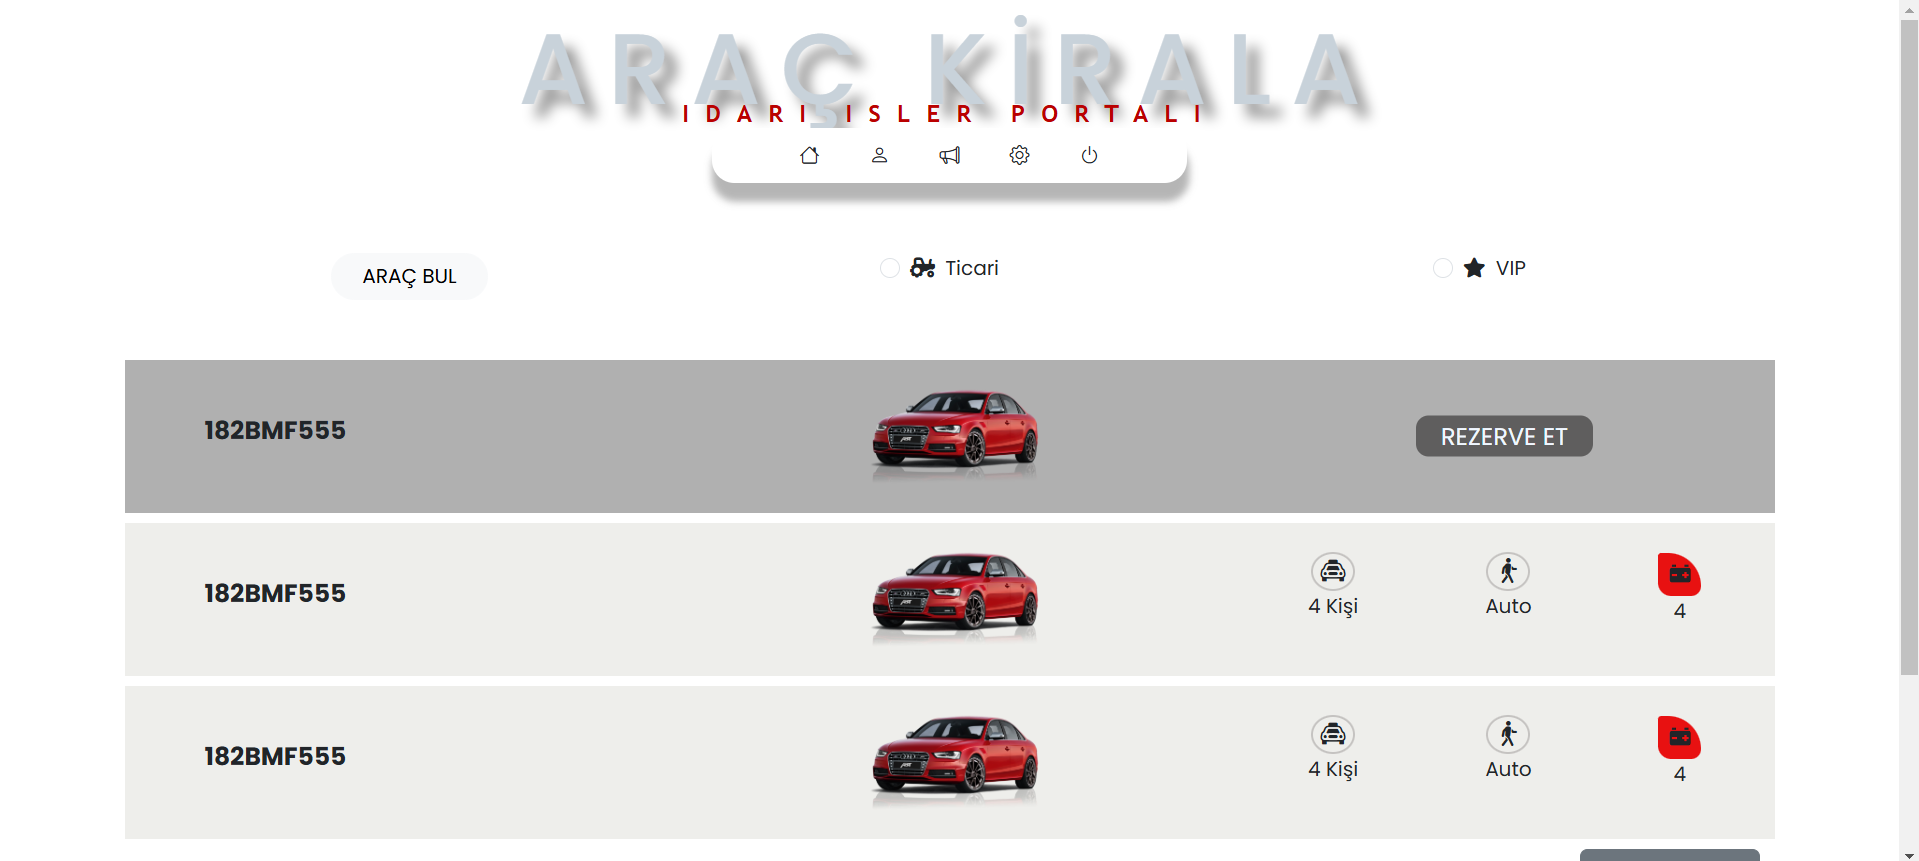 ARAÇ KİRALA
IDARI ISLER PORTALI
ARAÇ BUL
Ticari
VIP
182BMF555
REZERVE ET
182BMF555
4 Kişi
Auto
4
182BMF555
4 Kişi
Auto
4